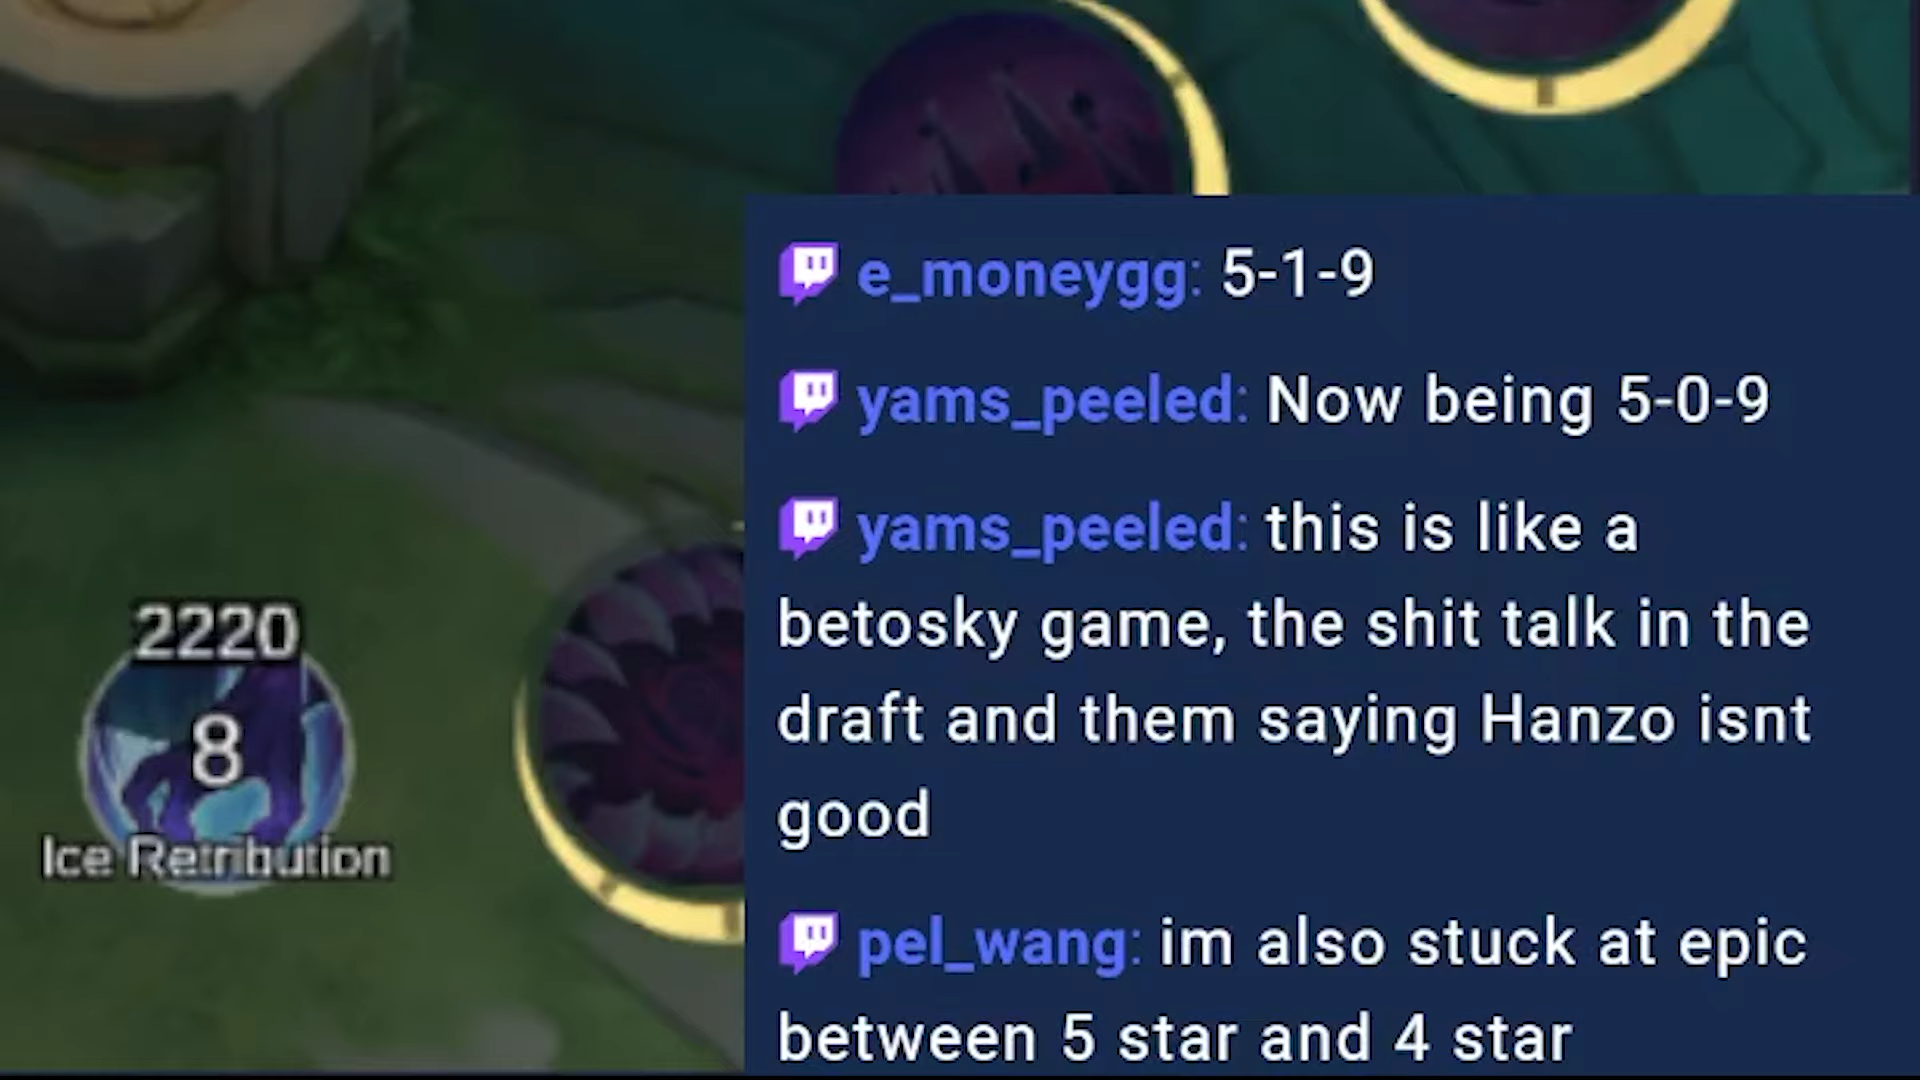 e_moneygg: 5-1-9
yams_peeled: Now being 5-0-9
yams_peeled: this is like a
betosky game, the shit talk in the
draft and them saying Hanzo isnt
good
pel_wang: im also stuck at epic
between 5 star and 4 star
2220
8
Ice Retribution